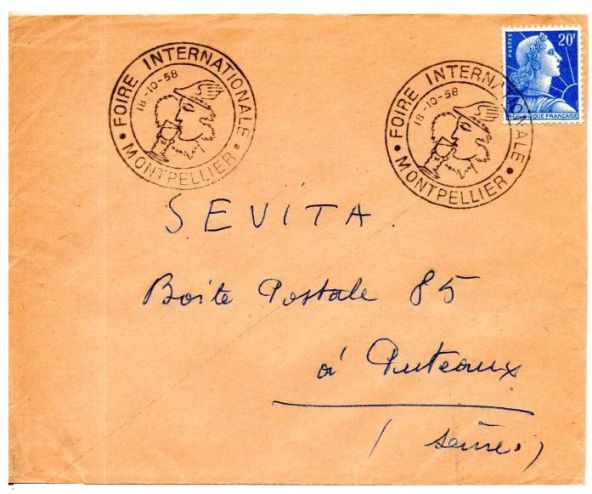 FOIRE INTERNATIONALE
18-10-58
• MONTPELLIER •
FOIRE INTERNATIONALE
18-10-58
• MONTPELLIER •
POSTES
20F
RÉPUBLIQUE FRANÇAISE
SEVITA.
Boite Postale 85
à Puteaux
(Seine)